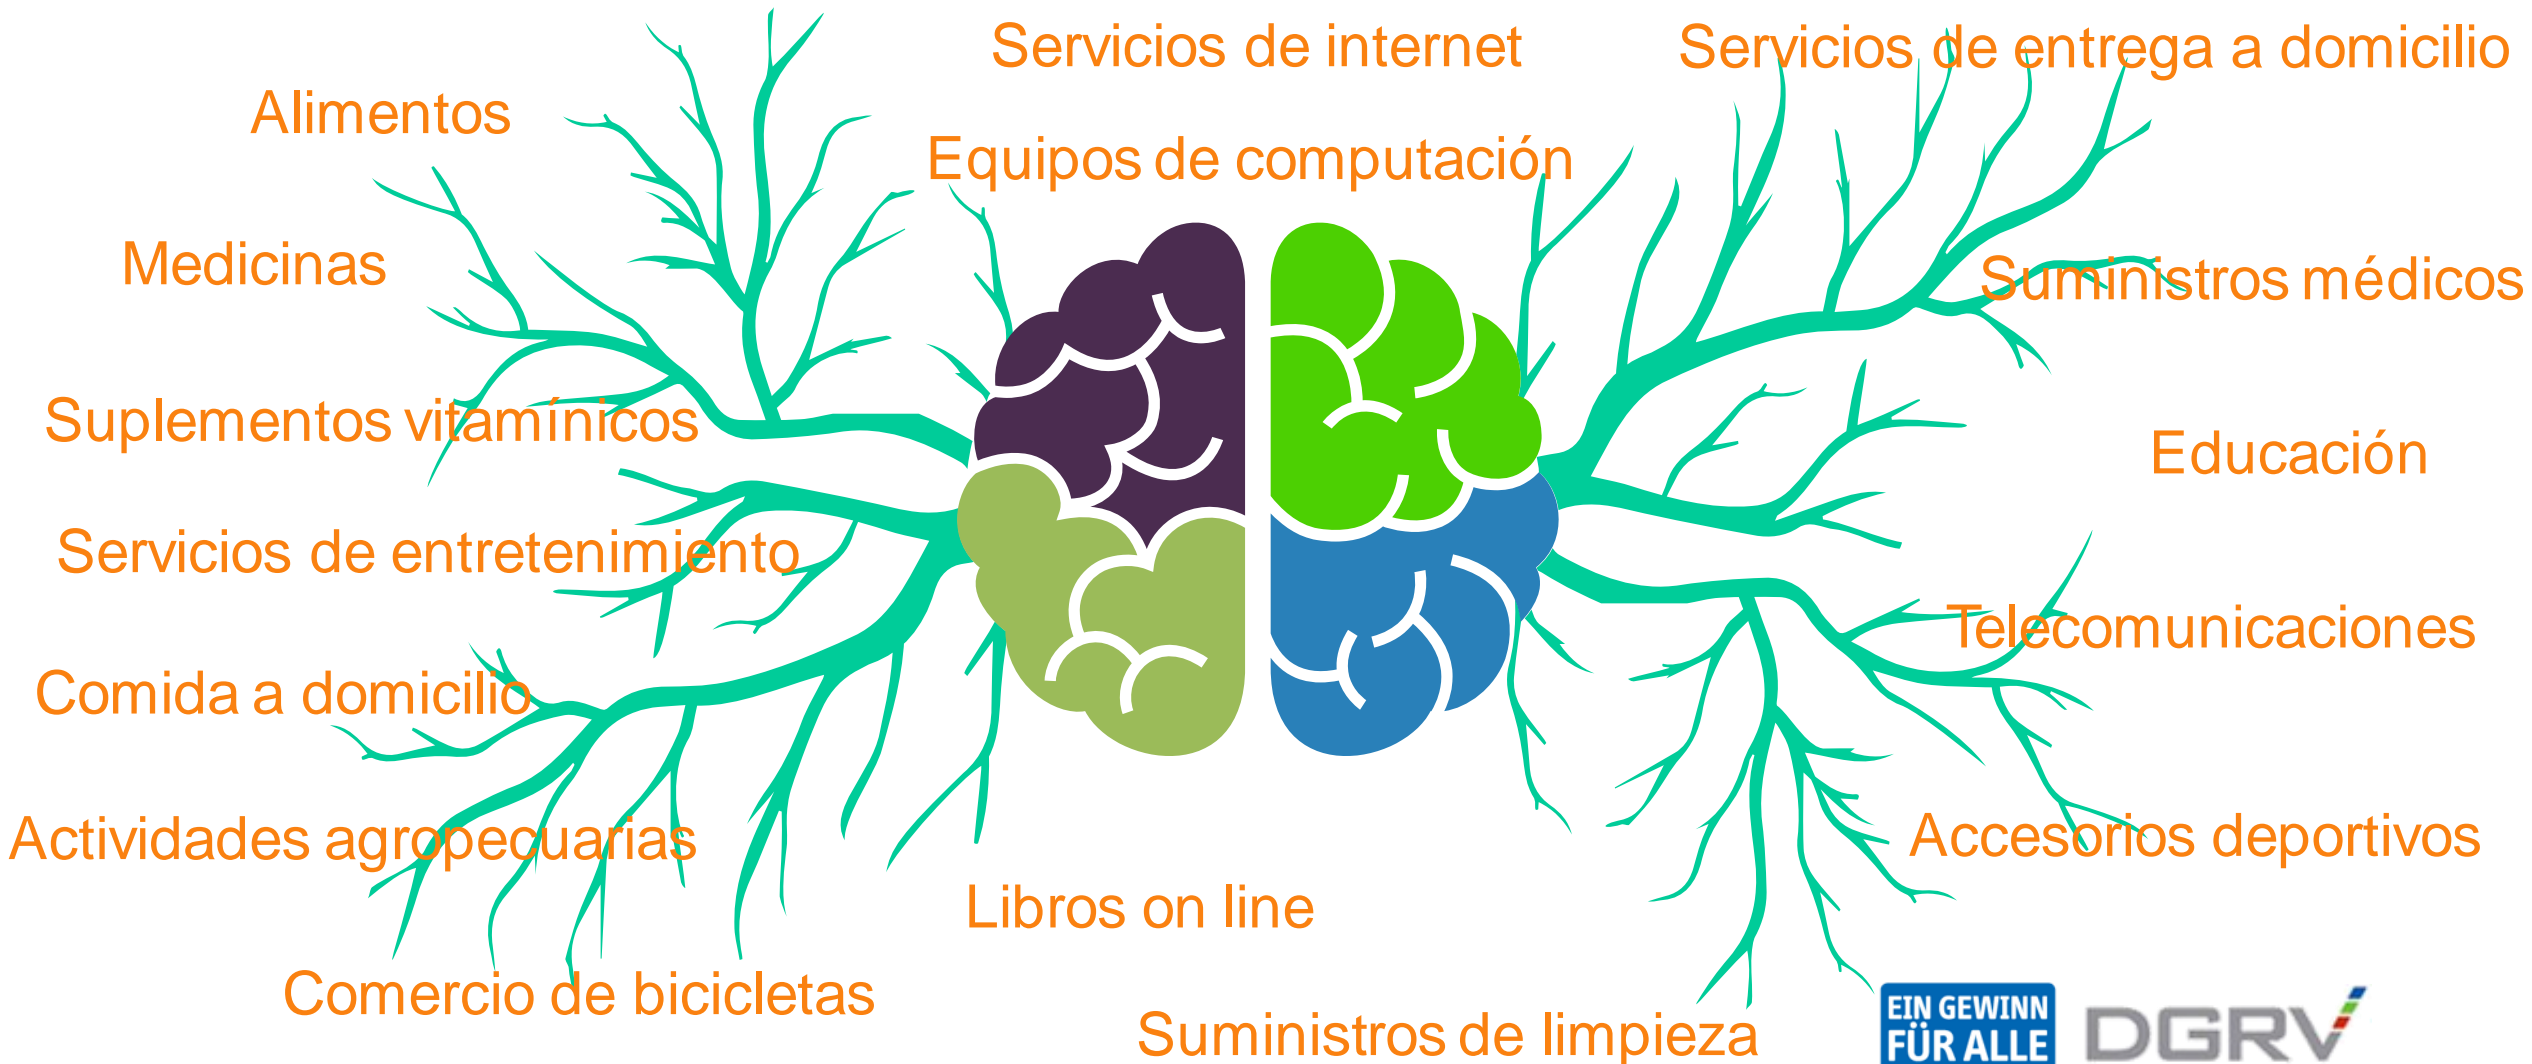 Servicios de internet
Servicios de entrega a domicilio
Alimentos
Equipos de computación
Medicinas
Suministros médicos
Suplementos vitamínicos
Educación
Servicios de entretenimiento
Telecomunicaciones
Comida a domicilio
Actividades agropecuarias
Accesorios deportivos
Libros on line
Comercio de bicicletas
Suministros de limpieza
EIN GEWINN
FÜR ALLE
DGRV